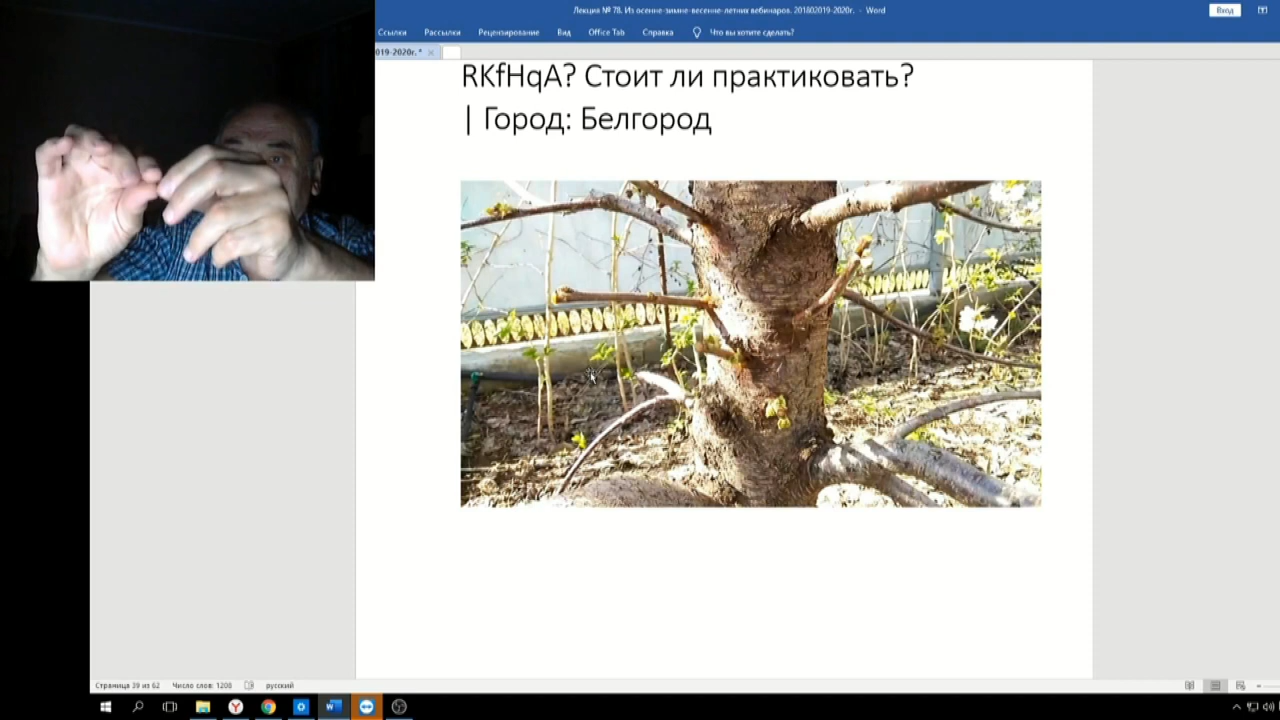 Лекция № 78. Из осенне-зимне-весенне-летних вебинаров. 201802019-2020г. - Word
Вход
Ссылки Рассылки Рецензирование Вид Office Tab Справка Что вы хотите сделать?
019-2020г. *
RKfHqA? Стоит ли практиковать?
| Город: Белгород
Страница 39 из 62 Число слов: 1208 русский